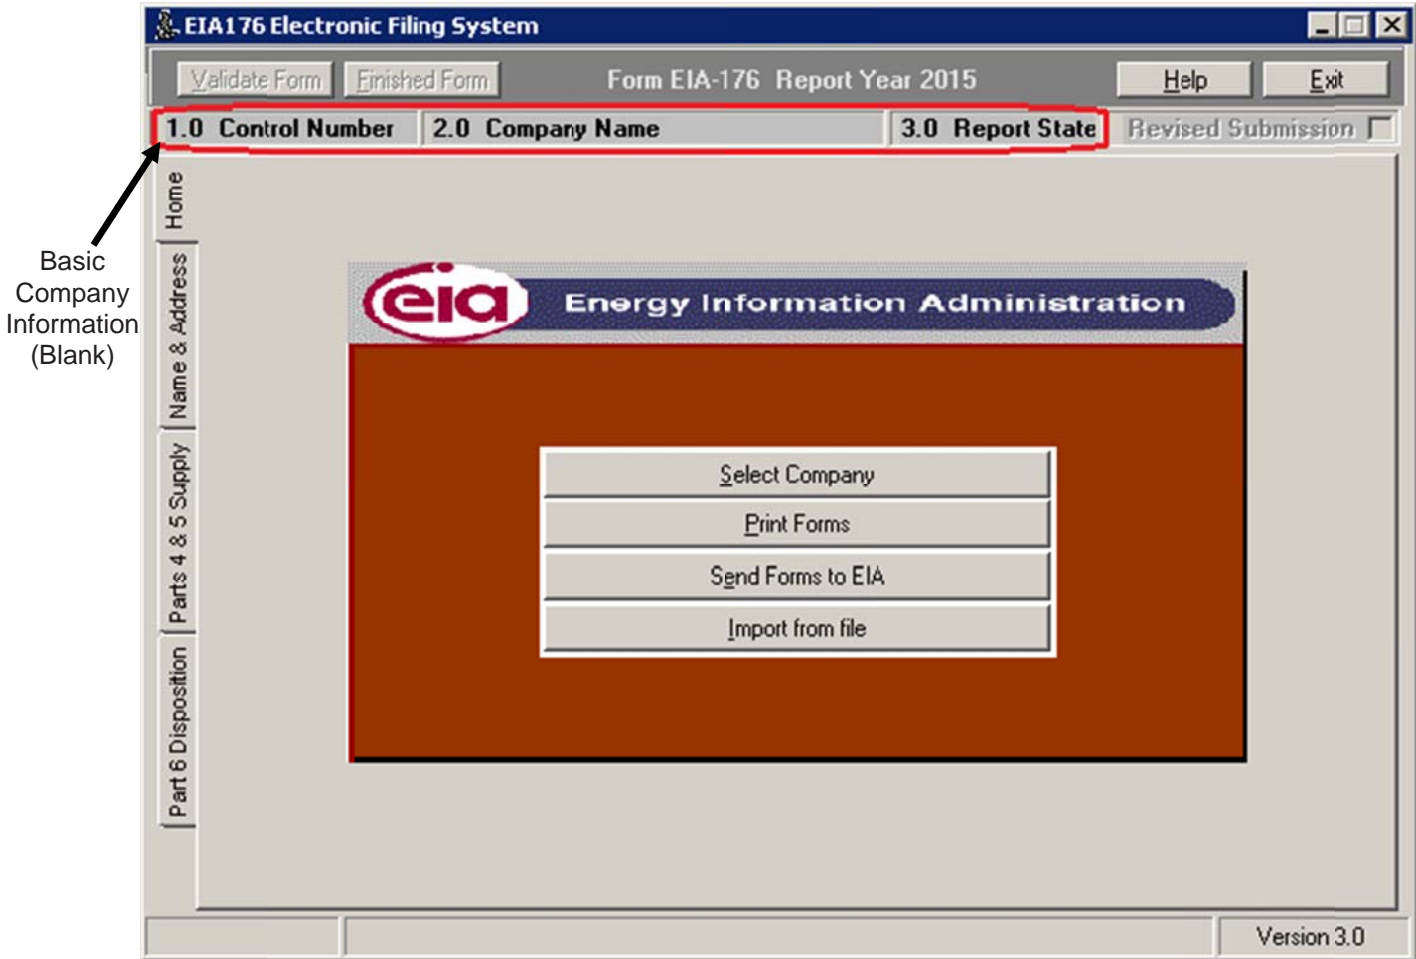 EIA176 Electronic Filing System
Validate Form Finished Form Form EIA-176 Report Year 2015 Help Exit
1.0 Control Number 2.0 Company Name 3.0 Report State Revised Submission
Home
Name & Address
Parts 4 & 5 Supply
Part 6 Disposition
Basic
Company
Information
(Blank)
eia Energy Information Administration
Select Company
Print Forms
Send Forms to EIA
Import from file
Version 3.0